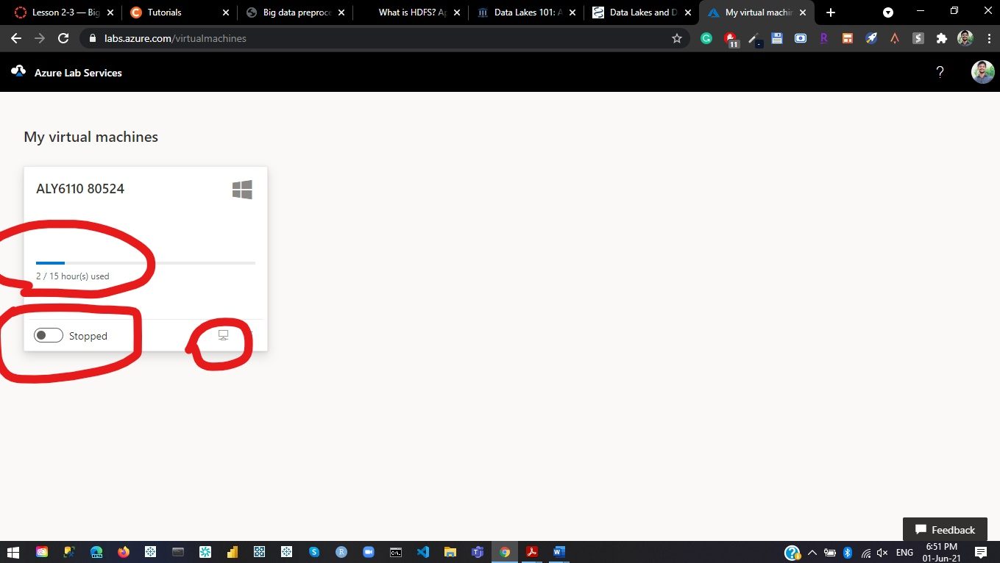 Lesson 2-3 — Big
Tutorials
Big data preproce
What is HDFS? Ap
Data Lakes 101: A
Data Lakes and D
My virtual machin
labs.azure.com/virtualmachines
11
Azure Lab Services
?
My virtual machines
ALY6110 80524
2 / 15 hour(s) used
Stopped
Feedback
ENG
6:51 PM
01-Jun-21